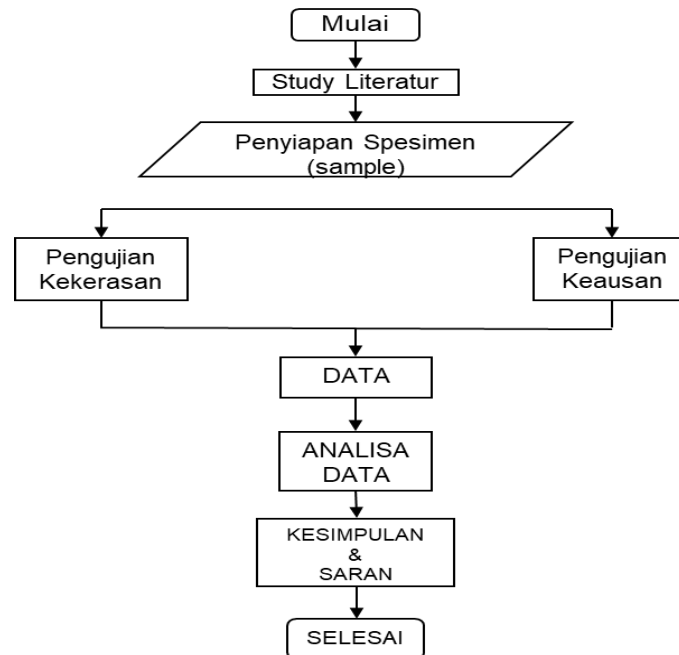 Mulai
Study Literatur
Penyiapan Spesimen
(sample)
Pengujian
Kekerasan
Pengujian
Keausan
DATA
ANALISA
DATA
KESIMPULAN
&
SARAN
SELESAI